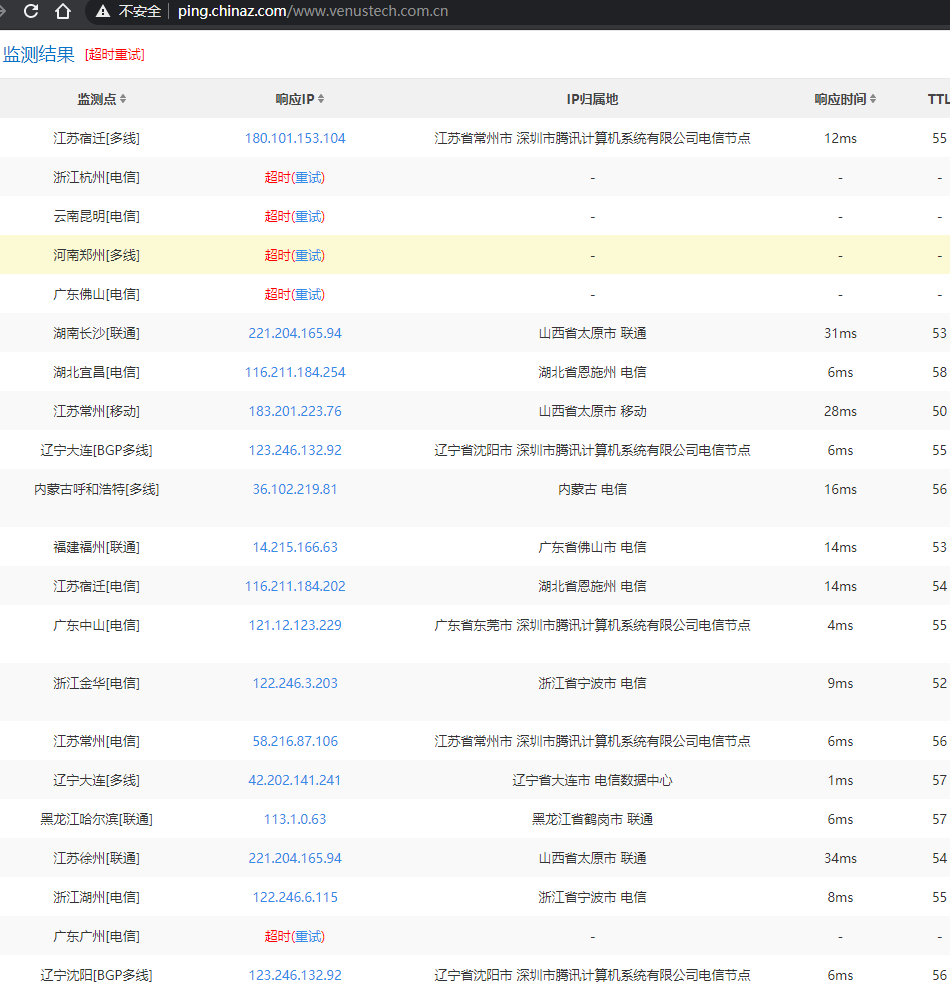 不安全 ping.chinaz.com/www.venustech.com.cn
监测结果 [超时重试]
监测点 响应IP IP归属地 响应时间 TTL
江苏宿迁[多线] 180.101.153.104 江苏省常州市 深圳市腾讯计算机系统有限公司电信节点 12ms 55
浙江杭州[电信] 超时(重试) - - -
云南昆明[电信] 超时(重试) - - -
河南郑州[多线] 超时(重试) - - -
广东佛山[电信] 超时(重试) - - -
湖南长沙[联通] 221.204.165.94 山西省太原市 联通 31ms 53
湖北宜昌[电信] 116.211.184.254 湖北省恩施州 电信 6ms 58
江苏常州[移动] 183.201.223.76 山西省太原市 移动 28ms 50
辽宁大连[BGP多线] 123.246.132.92 辽宁省沈阳市 深圳市腾讯计算机系统有限公司电信节点 6ms 55
内蒙古呼和浩特[多线] 36.102.219.81 内蒙古 电信 16ms 56
福建福州[联通] 14.215.166.63 广东省佛山市 电信 14ms 53
江苏宿迁[电信] 116.211.184.202 湖北省恩施州 电信 14ms 54
广东中山[电信] 121.12.123.229 广东省东莞市 深圳市腾讯计算机系统有限公司电信节点 4ms 55
浙江金华[电信] 122.246.3.203 浙江省宁波市 电信 9ms 52
江苏常州[电信] 58.216.87.106 江苏省常州市 深圳市腾讯计算机系统有限公司电信节点 6ms 56
辽宁大连[多线] 42.202.141.241 辽宁省大连市 电信数据中心 1ms 57
黑龙江哈尔滨[联通] 113.1.0.63 黑龙江省鹤岗市 联通 6ms 57
江苏徐州[联通] 221.204.165.94 山西省太原市 联通 34ms 54
浙江湖州[电信] 122.246.6.115 浙江省宁波市 电信 8ms 55
广东广州[电信] 超时(重试) - - -
辽宁沈阳[BGP多线] 123.246.132.92 辽宁省沈阳市 深圳市腾讯计算机系统有限公司电信节点 6ms 56